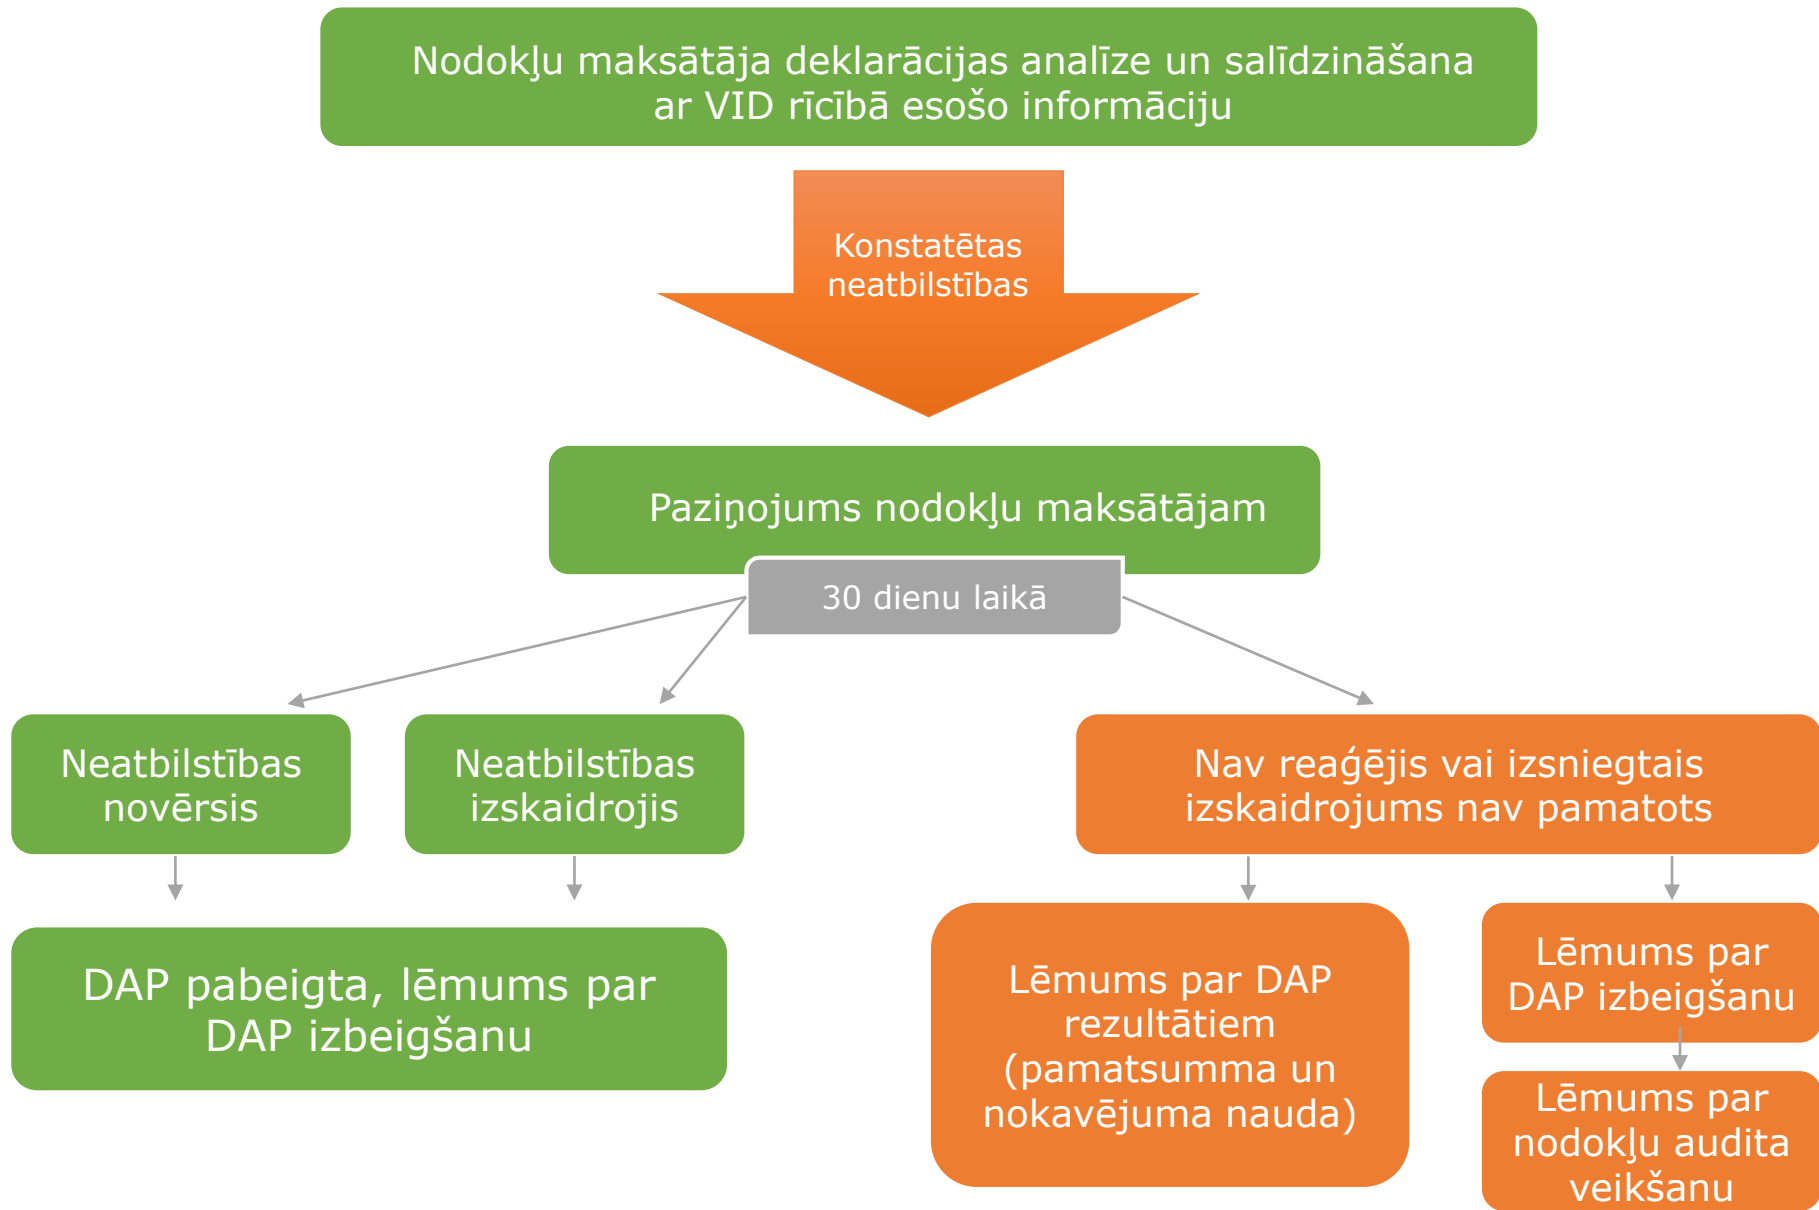 Nodokļu maksātāja deklarācijas analīze un salīdzināšana
ar VID rīcībā esošo informāciju
Konstatētas
neatbilstības
Paziņojums nodokļu maksātājam
30 dienu laikā
Neatbilstības
novērsis
Neatbilstības
izskaidrojis
Nav reaģējis vai izsniegtais
izskaidrojums nav pamatots
DAP pabeigta, lēmums par
DAP izbeigšanu
Lēmums par DAP
rezultātiem
(pamatsumma un
nokavējuma nauda)
Lēmums par
DAP izbeigšanu
Lēmums par
nodokļu audita
veikšanu